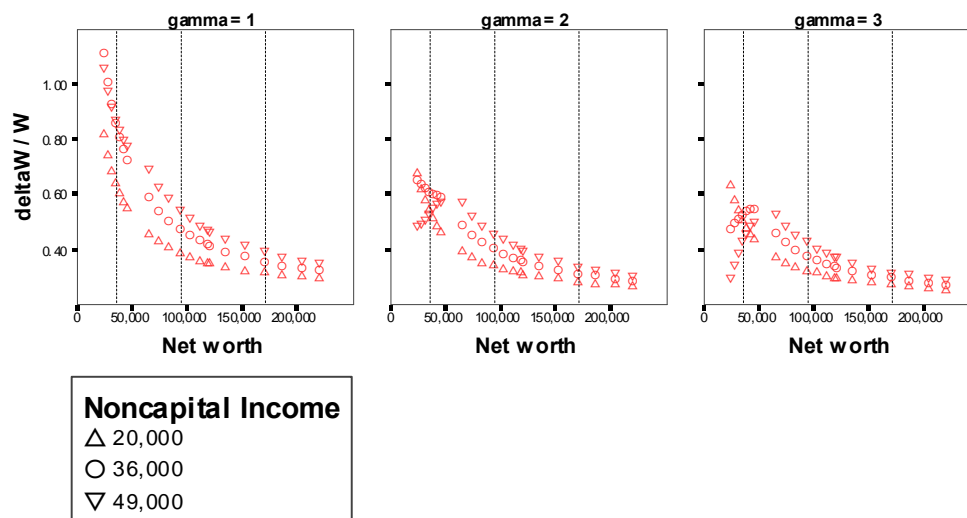 gamma= 1
gamma= 2
gamma= 3
deltaW / W
1.00
0.80
0.60
0.40
0 50,000 100,000 150,000 200,000
0 50,000 100,000 150,000 200,000
0 50,000 100,000 150,000 200,000
Net worth
Net worth
Net worth
Noncapital Income
20,000
36,000
49,000